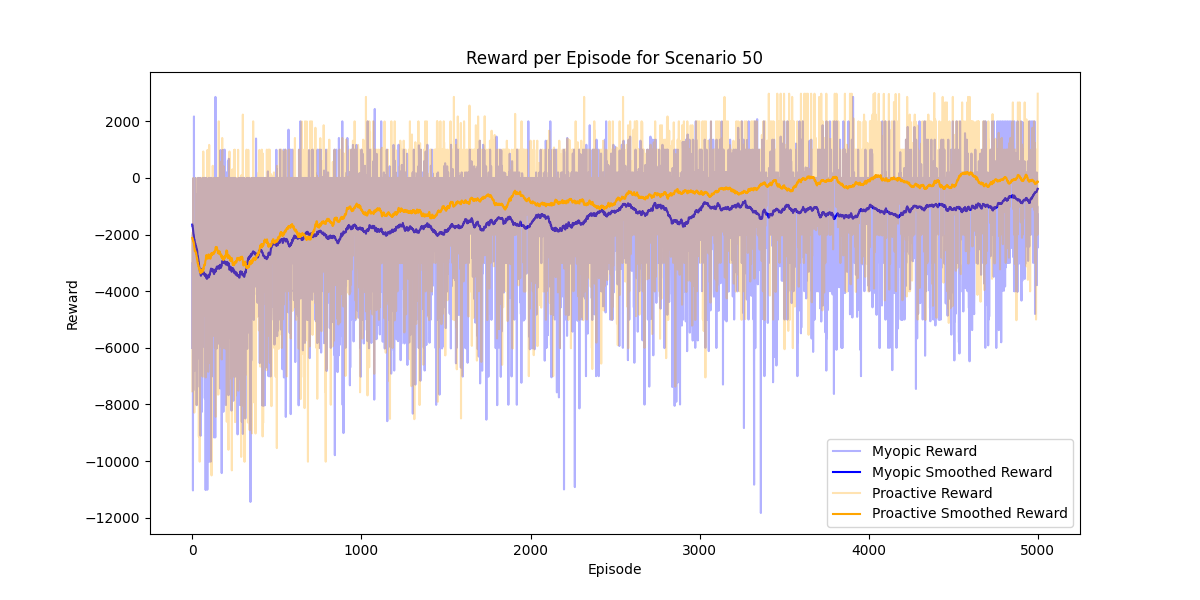 Reward per Episode for Scenario 50
Reward
2000
0
−2000
−4000
−6000
−8000
−10000
−12000
Myopic Reward
Myopic Smoothed Reward
Proactive Reward
Proactive Smoothed Reward
0 1000 2000 3000 4000 5000
Episode